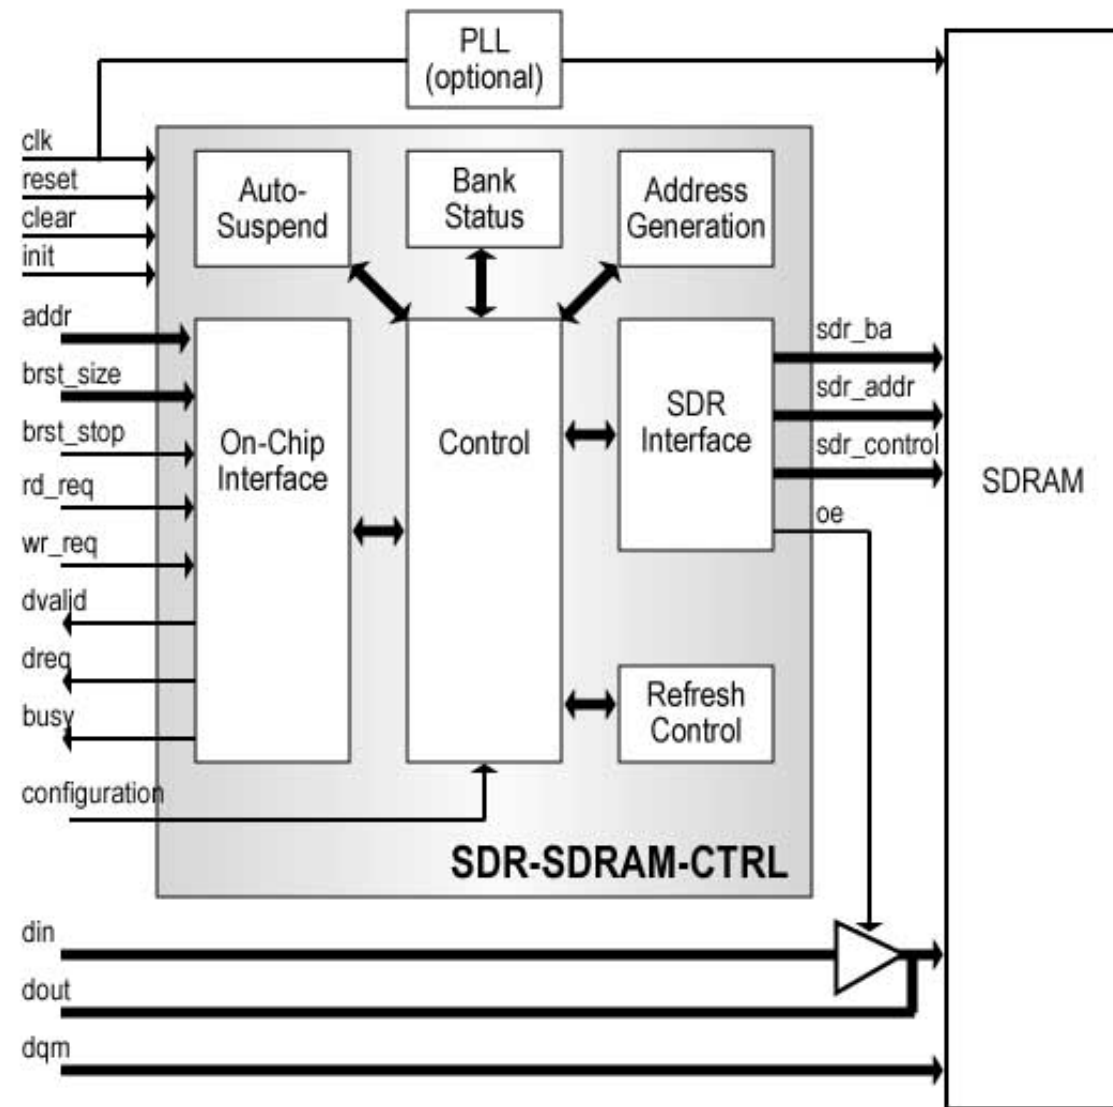 PLL
(optional)
clk
reset
clear
init
Auto-
Suspend
Bank
Status
Address
Generation
addr
brst_size
brst_stop
rd_req
wr_req
dvalid
dreq
busy
configuration
On-Chip
Interface
Control
SDR
Interface
sdr_ba
sdr_addr
sdr_control
oe
SDRAM
Refresh
Control
SDR-SDRAM-CTRL
din
dout
dqm